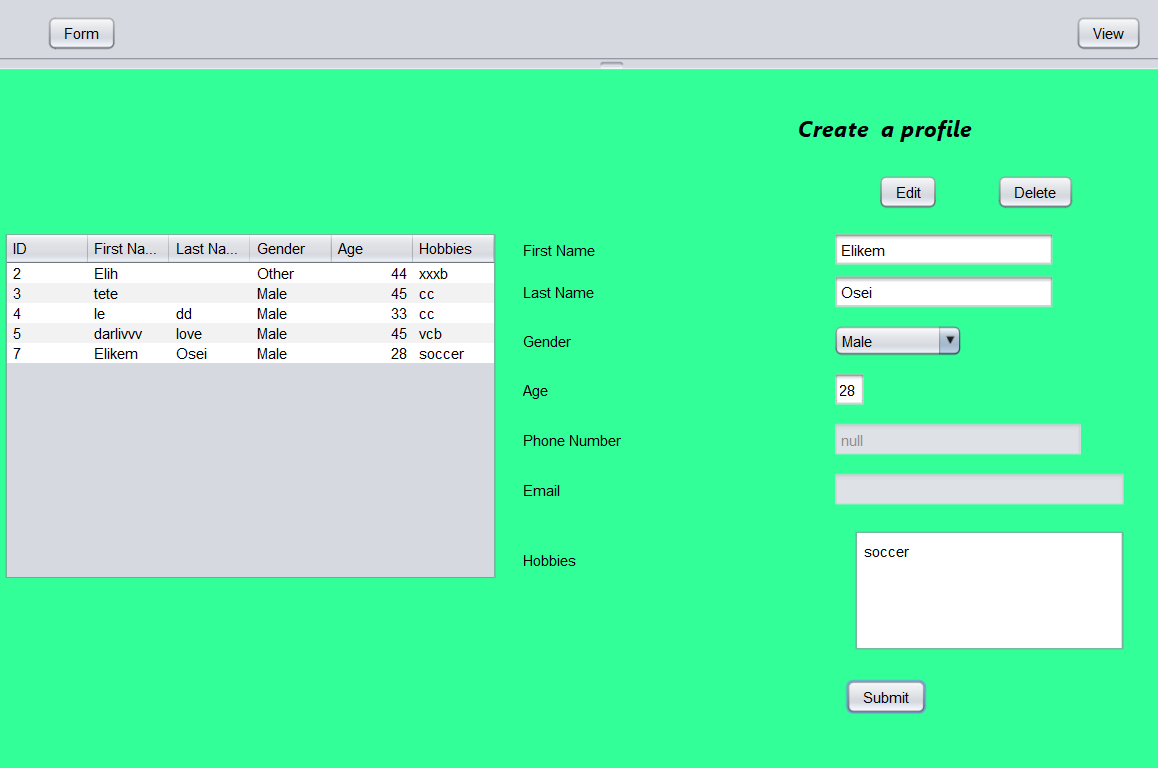 Form View
Create a profile
Edit Delete
ID First Na... Last Na... Gender Age Hobbies
2 Elih Other 44 xxxb
3 tete Male 45 cc
4 le dd Male 33 cc
5 darlivvv love Male 45 vcb
7 Elikem Osei Male 28 soccer
First Name Elikem
Last Name Osei
Gender Male
Age 28
Phone Number null
Email
Hobbies soccer
Submit